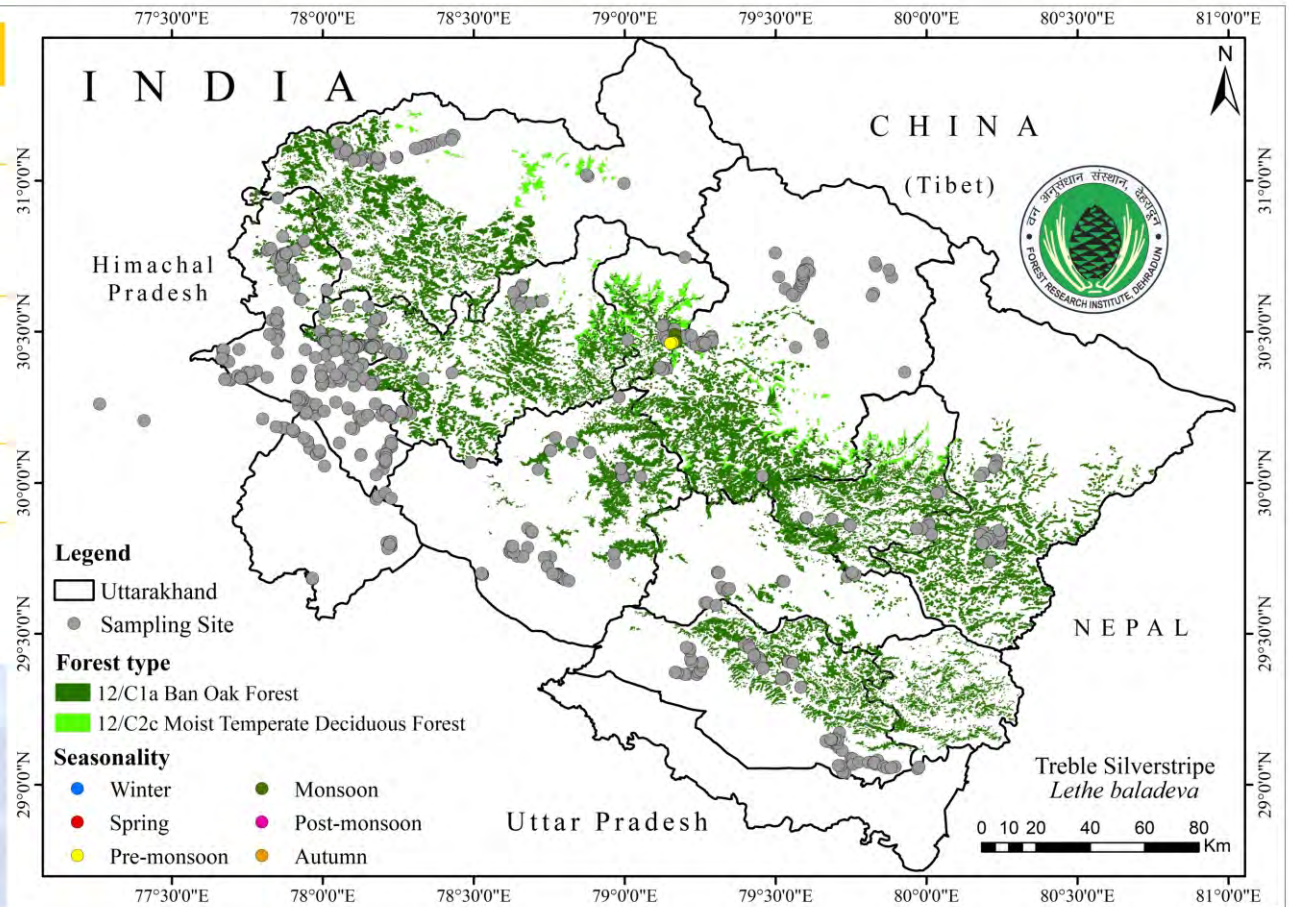 77°30'0"E 78°0'0"E 78°30'0"E 79°0'0"E 79°30'0"E 80°0'0"E 80°30'0"E 81°0'0"E
INDIA
N
CHINA
(Tibet)
वन अनुसंधान संस्थान, देहरादून
FOREST RESEARCH INSTITUTE, DEHRADUN
Himachal
Pradesh
31°0'0"N 31°0'0"N
30°30'0"N 30°30'0"N
30°0'0"N 30°0'0"N
29°30'0"N 29°30'0"N
29°0'0"N 29°0'0"N
Legend
Uttarakhand
Sampling Site
Forest type
12/C1a Ban Oak Forest
12/C2c Moist Temperate Deciduous Forest
Seasonality
Winter
Spring
Pre-monsoon
Monsoon
Post-monsoon
Autumn
NEPAL
Uttar Pradesh
Treble Silverstripe
Lethe baladeva
0 10 20 40 60 80
Km
77°30'0"E 78°0'0"E 78°30'0"E 79°0'0"E 79°30'0"E 80°0'0"E 80°30'0"E 81°0'0"E